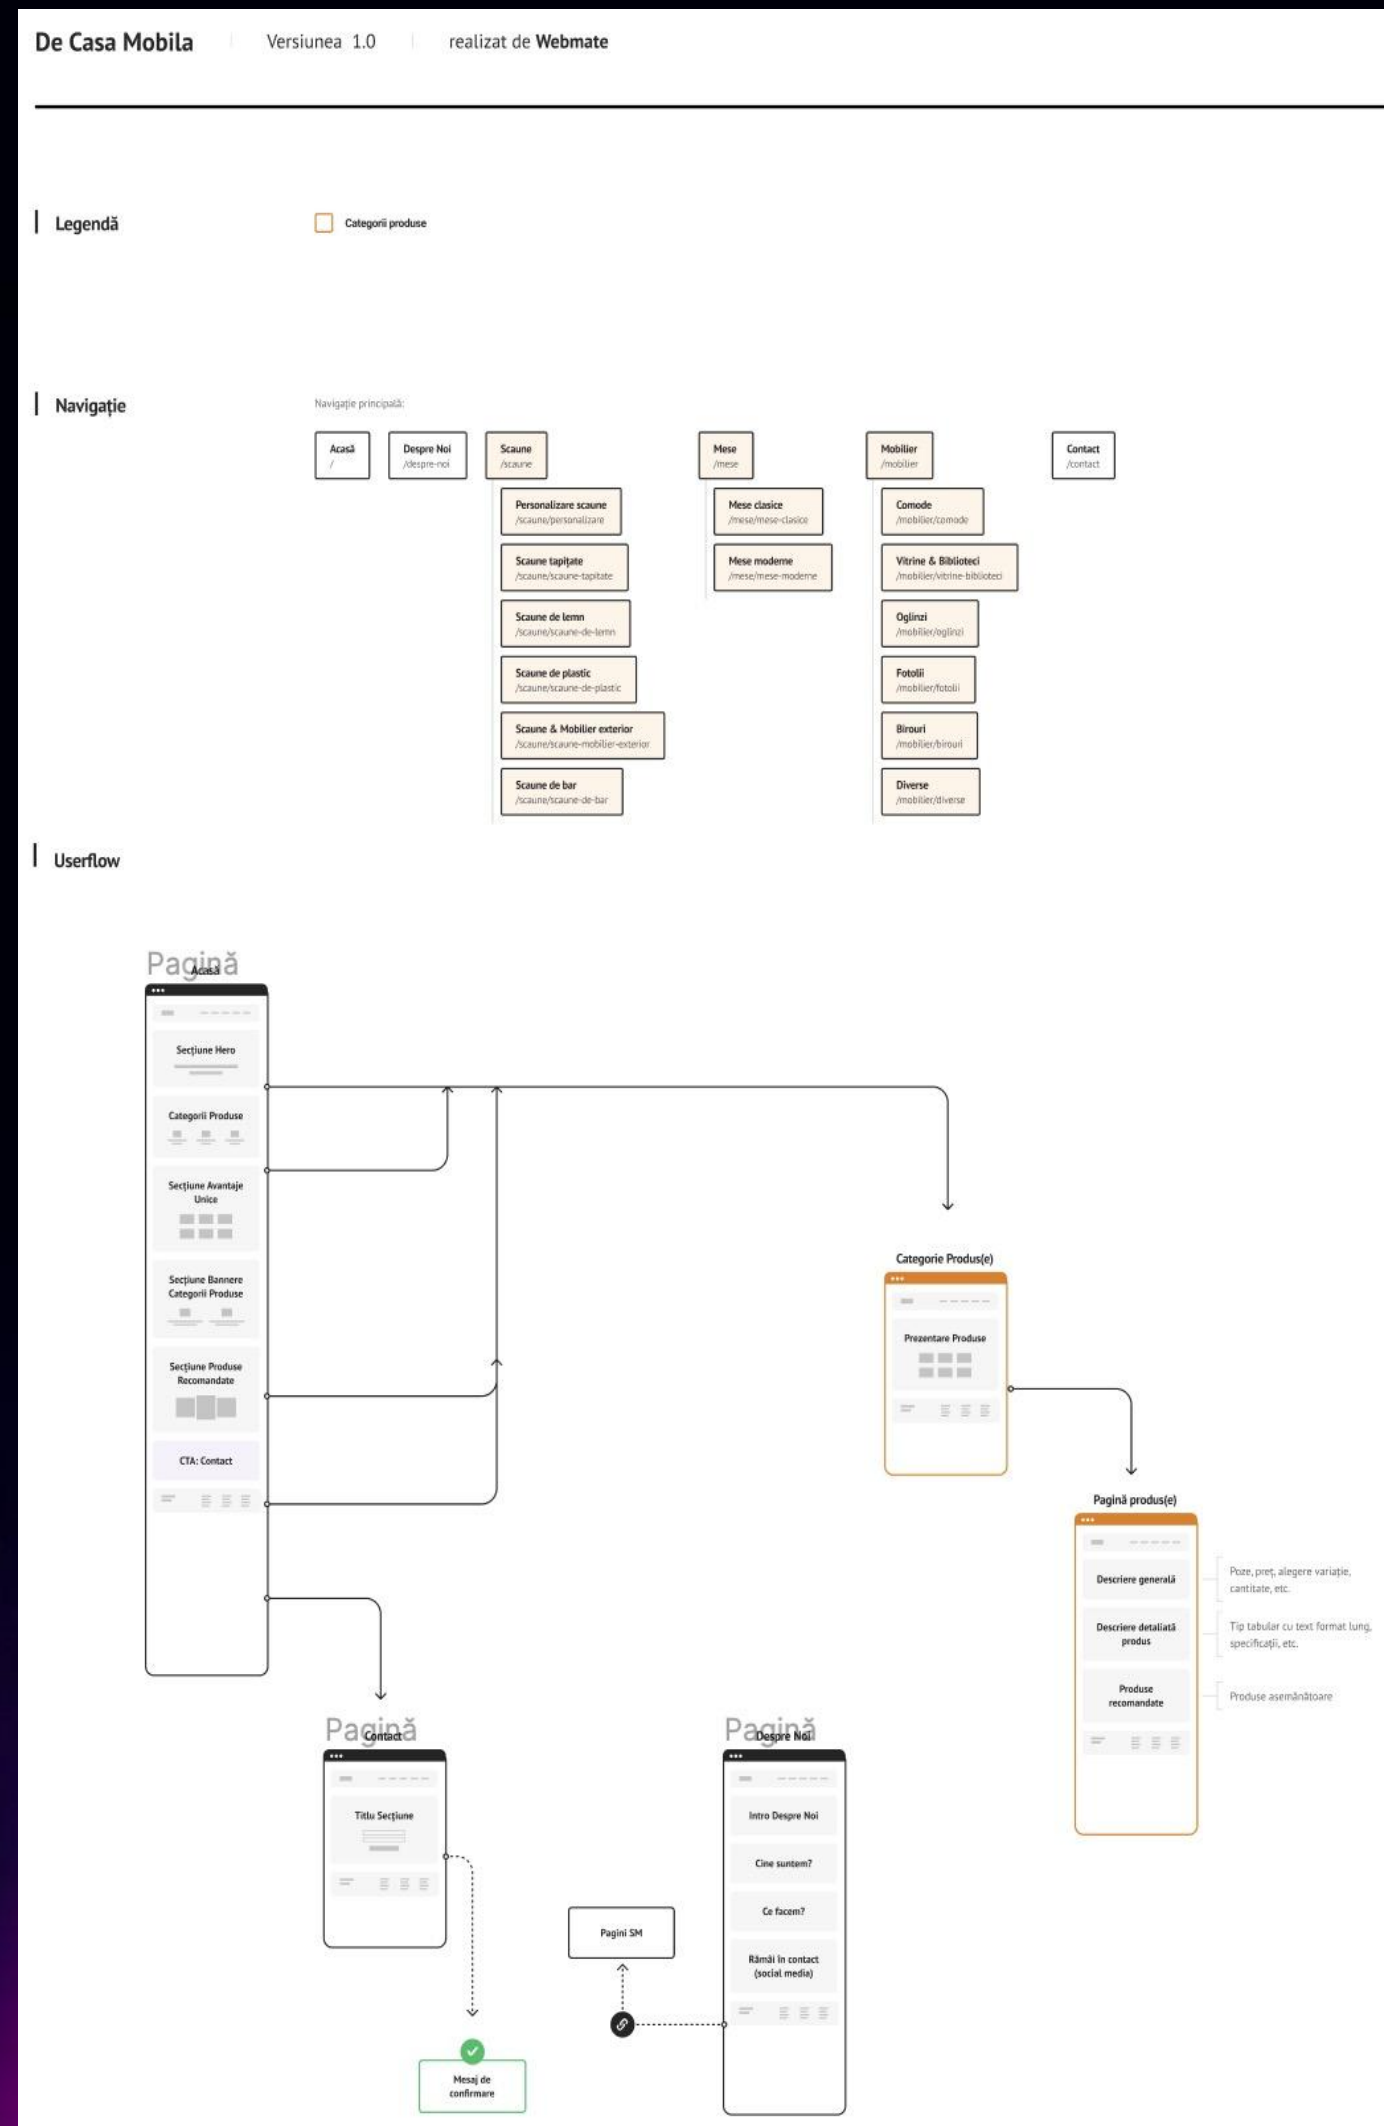 De Casa Mobila
Versiunea 1.0
realizat de Webmate
Legendă
Categorii produse
Navigație
Navigație principală:
Acasă
/
Despre Noi
/despre-noi
Scaune
/scaune
Personalizare scaune
/scaune/personalizare
Scaune tapițate
/scaune/scaune-tapitate
Scaune de lemn
/scaune/scaune-de-lemn
Scaune de plastic
/scaune/scaune-de-plastic
Scaune & Mobilier exterior
/scaune/scaune-mobilier-exterior
Scaune de bar
/scaune/scaune-de-bar
Mese
/mese
Mese clasice
/mese/mese-clasice
Mese moderne
/mese/mese-moderne
Mobilier
/mobilier
Comode
/mobilier/comode
Vitrine & Biblioteci
/mobilier/vitrine-biblioteci
Oglinzi
/mobilier/oglinzi
Fotolii
/mobilier/fotolii
Birouri
/mobilier/birouri
Diverse
/mobilier/diverse
Contact
/contact
Userflow
Pagină
Acasă
Secțiune Hero
Categorii Produse
Secțiune Avantaje
Unice
Secțiune Bannere
Categorii Produse
Secțiune Produse
Recomandate
CTA: Contact
Categorie Produs(e)
Prezentare Produse
Pagină produs(e)
Descriere generală
Poze, preț, alegere variație,
cantitate, etc.
Descriere detaliată
produs
Tip tabular cu text format lung,
specificații, etc.
Produse
recomandate
Produse asemănătoare
Pagină
Contact
Titlu Secțiune
Mesaj de
confirmare
Pagină
Despre Noi
Intro Despre Noi
Cine suntem?
Ce facem?
Rămâi în contact
(social media)
Pagini SM